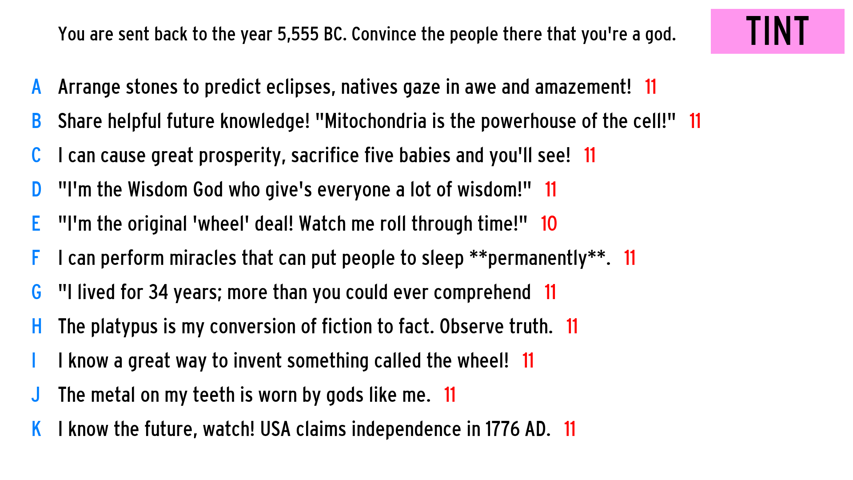 You are sent back to the year 5,555 BC. Convince the people there that you're a god.
TINT
A Arrange stones to predict eclipses, natives gaze in awe and amazement! 11
B Share helpful future knowledge! "Mitochondria is the powerhouse of the cell!" 11
C I can cause great prosperity, sacrifice five babies and you'll see! 11
D "I'm the Wisdom God who give's everyone a lot of wisdom!" 11
E "I'm the original 'wheel' deal! Watch me roll through time!" 10
F I can perform miracles that can put people to sleep **permanently**. 11
G "I lived for 34 years; more than you could ever comprehend 11
H The platypus is my conversion of fiction to fact. Observe truth. 11
I I know a great way to invent something called the wheel! 11
J The metal on my teeth is worn by gods like me. 11
K I know the future, watch! USA claims independence in 1776 AD. 11